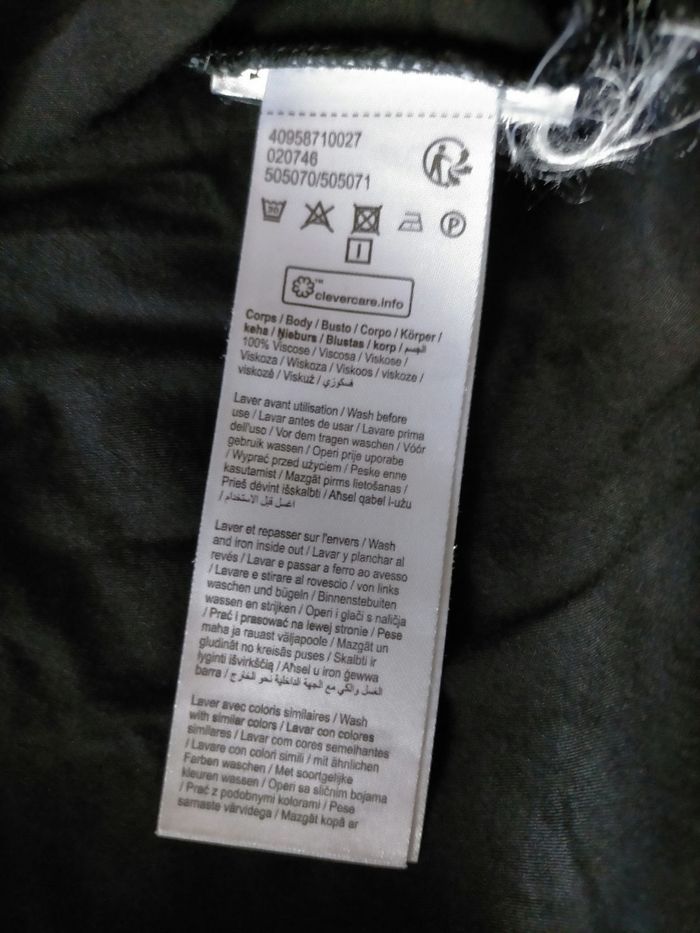 40958710027
020746
505070/505071
30
P
I
™
clevercare.info
Corps / Body / Busto / Corpo / Körper /
keha / Ņieburs / Blustas / korp / الجسم
100% Viscose / Viscosa / Viskose /
Viskoza / Wiskoza / Viskoos / viskoze /
viskozė / Viskuż / فسكوزي
Laver avant utilisation / Wash before
use / Lavar antes de usar / Lavare prima
dell'uso / Vor dem tragen waschen / Vóór
gebruik wassen / Operi prije uporabe
/ Wyprać przed użyciem / Peske enne
kasutamist / Mazgāt pirms lietošanas /
Prieš dėvint išskalbti / Aħsel qabel l-użu
/ اغسل قبل الاستخدام
Laver et repasser sur l'envers / Wash
and iron inside out / Lavar y planchar al
revés / Lavar e passar a ferro ao avesso
/ Lavare e stirare al rovescio / von links
waschen und bügeln / Binnenstebuiten
wassen en strijken / Operi i glači s naličja
/ Prać i prasować na lewej stronie / Pese
maha ja rauast väljapoole / Mazgāt un
gludināt no kreisās puses / Skalbti ir
lyginti išvirkščią / Aħsel u iron ġewwa
barra / الغسل والكي مع الجهة الداخلية نحو الخارج
Laver avec coloris similaires / Wash
with similar colors / Lavar con colores
similares / Lavar com cores semelhantes
/ Lavare con colori simili / mit ähnlichen
Farben waschen / Met soortgelijke
kleuren wassen / Operi sa sličnim bojama
/ Prać z podobnymi kolorami / Pese
sarnaste värvidega / Mazgāt kopā ar